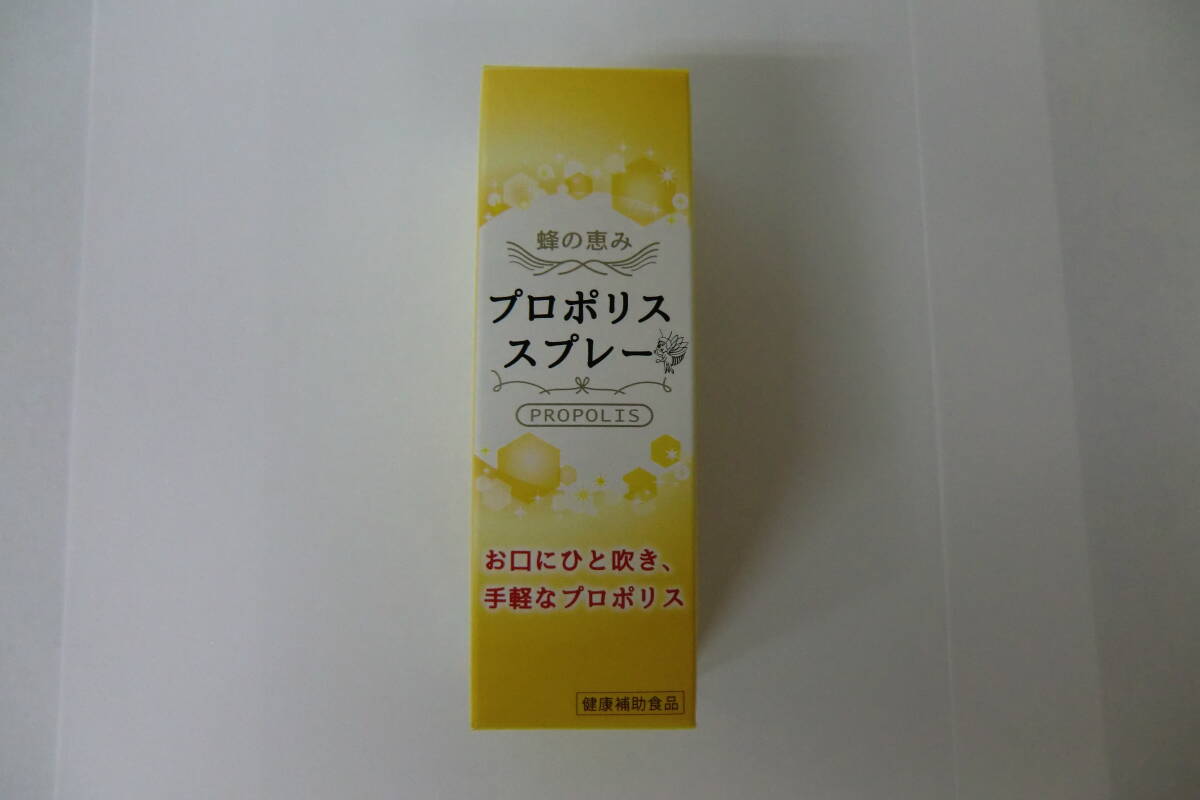 蜂の恵み
プロポリス
スプレー
PROPOLIS
お口にひと吹き、
手軽なプロポリス
健康補助食品